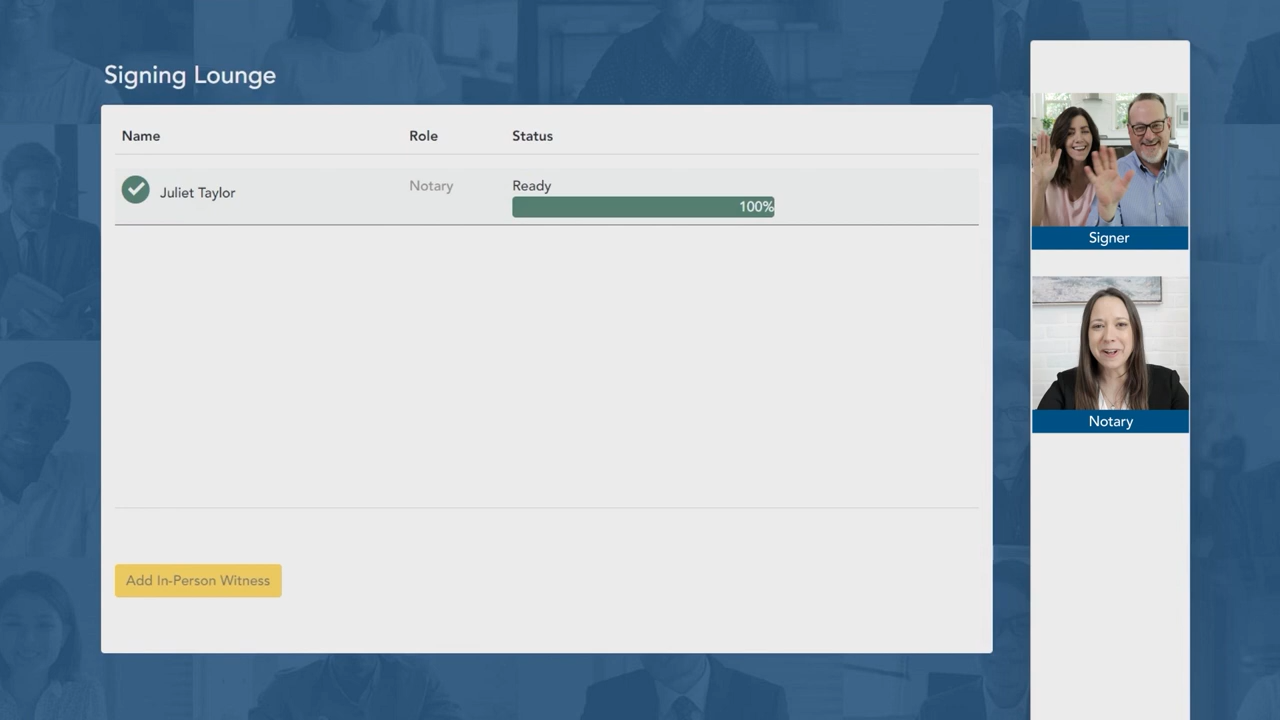 Signing Lounge
Name Role Status
Juliet Taylor Notary Ready
100%
Add In-Person Witness
Signer
Notary